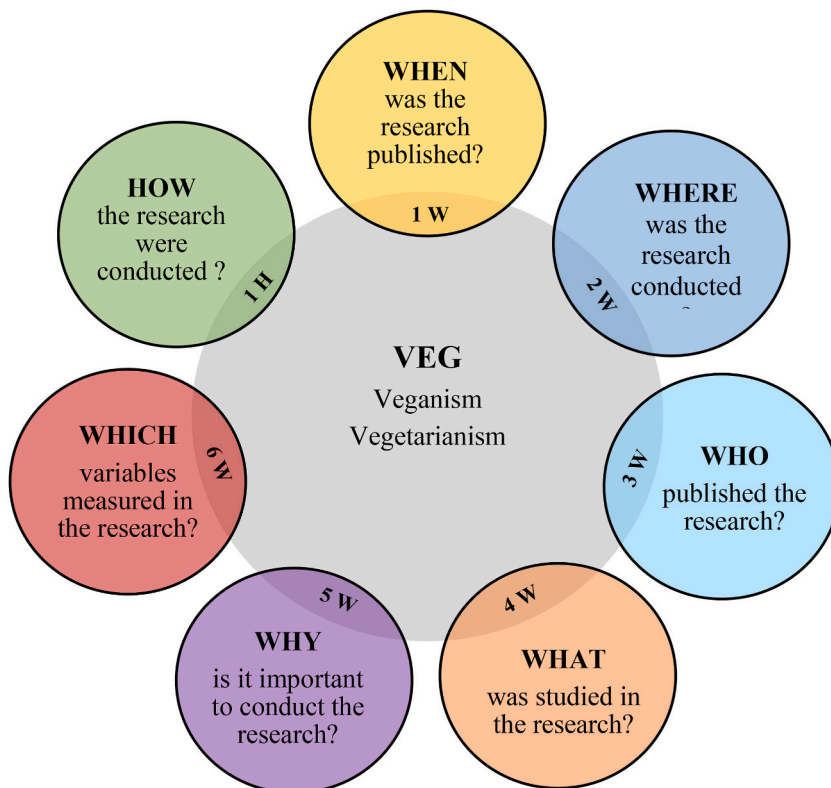 WHEN
was the
research
published?
1 W
WHERE
was the
research
conducted
2 W
WHO
published the
research?
3 W
WHAT
was studied in
the research?
4 W
WHY
is it important
to conduct the
research?
5 W
WHICH
variables
measured in
the research?
6 W
HOW
the research
were
conducted ?
1 H
VEG
Veganism
Vegetarianism